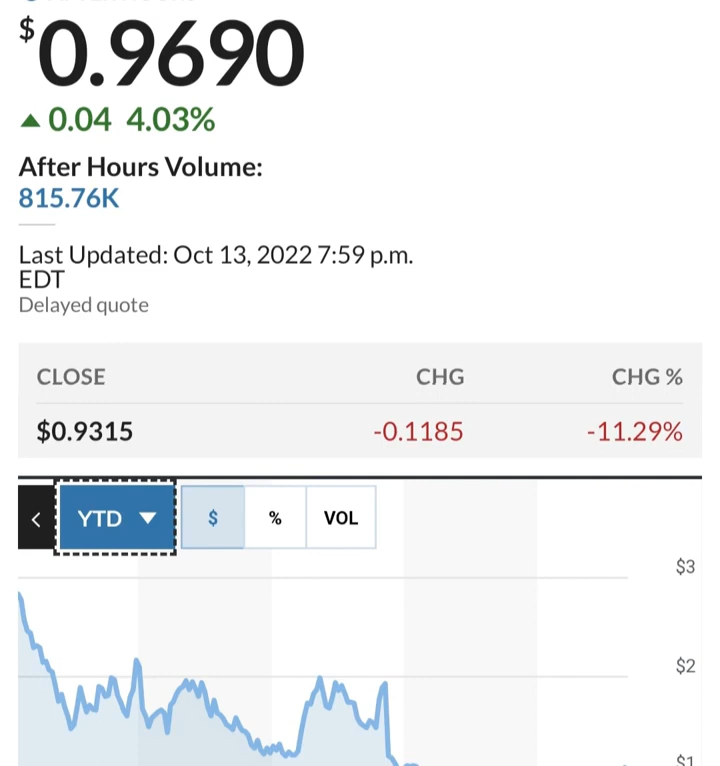 $0.9690
▲ 0.04 4.03%
After Hours Volume:
815.76K
Last Updated: Oct 13, 2022 7:59 p.m.
EDT
Delayed quote
CLOSE CHG CHG %
$0.9315 -0.1185 -11.29%
< YTD ▼ $ % VOL
$3
$2
$1